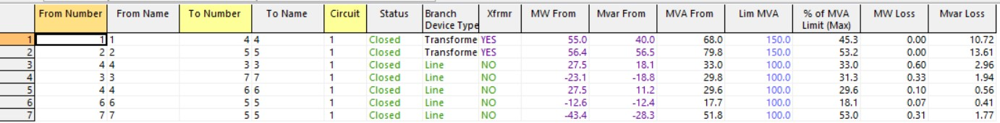 From Number From Name To Number To Name Circuit Status Branch Device Type Xfrmr MW From Mvar From MVA From Lim MVA % of MVA Limit (Max) MW Loss Mvar Loss
1 1 1 4 4 1 Closed Transforme YES 55.0 40.0 68.0 150.0 45.3 0.00 10.72
2 2 2 5 5 1 Closed Transforme YES 56.4 56.5 79.8 150.0 53.2 0.00 13.61
3 4 4 3 3 1 Closed Line NO 27.5 18.1 33.0 100.0 33.0 0.60 2.96
4 3 3 7 7 1 Closed Line NO -23.1 -18.8 29.8 100.0 31.3 0.33 1.94
5 4 4 6 6 1 Closed Line NO 27.5 11.2 29.6 100.0 29.6 0.10 0.56
6 6 6 5 5 1 Closed Line NO -12.6 -12.4 17.7 100.0 18.1 0.07 0.41
7 7 7 5 5 1 Closed Line NO -43.4 -28.3 51.8 100.0 53.0 0.31 1.77